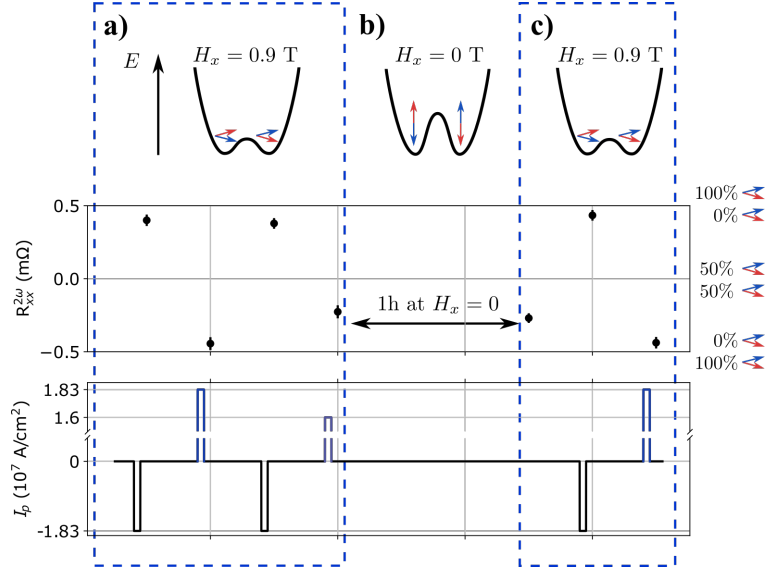 a)
b)
c)
E
H_x = 0.9 T
H_x = 0 T
H_x = 0.9 T
100%
0%
50%
50%
0%
100%
0.5
0.0
−0.5
R_xx^2ω (mΩ)
1h at H_x = 0
1.83
1.6
0
-1.83
I_p (10^7 A/cm^2)